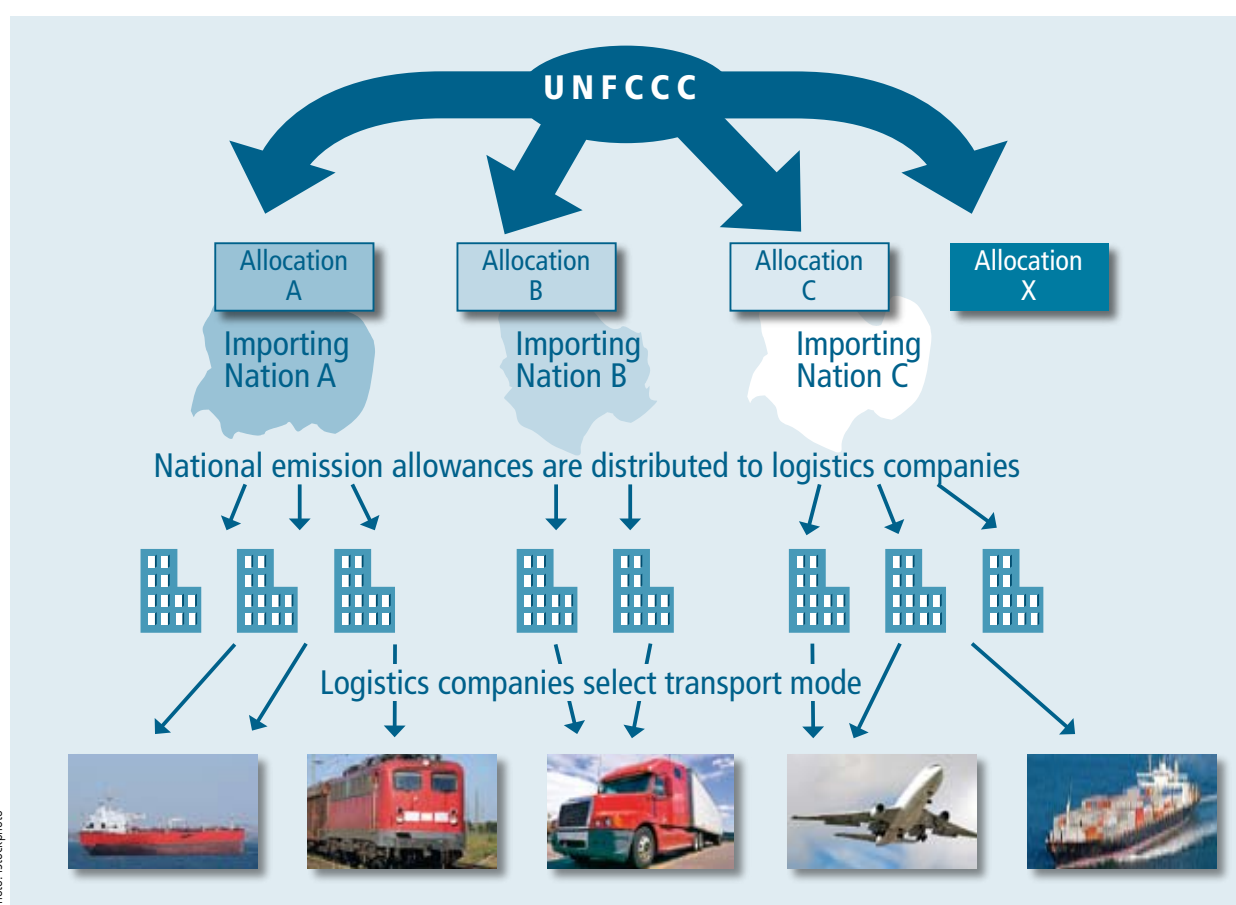 UNFCCC
Allocation
A
Allocation
B
Allocation
C
Allocation
X
Importing
Nation A
Importing
Nation B
Importing
Nation C
National emission allowances are distributed to logistics companies
Logistics companies select transport mode